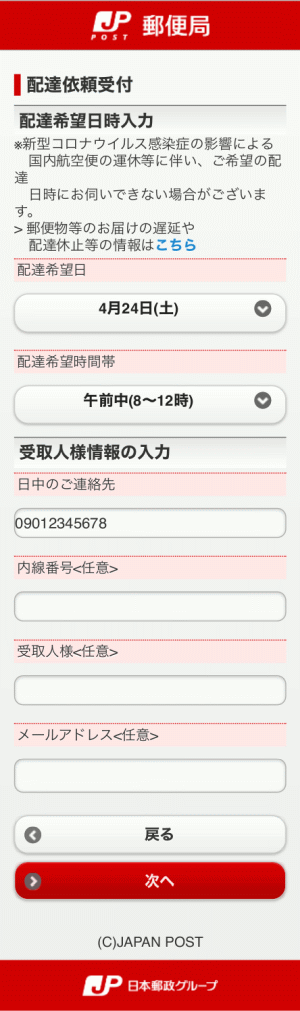 JP POST 郵便局
配達依頼受付
配達希望日時入力
※新型コロナウイルス感染症の影響による
国内航空便の運休等に伴い、ご希望の配
達
日時にお伺いできない場合がございま
す。
> 郵便物等のお届けの遅延や
配達休止等の情報はこちら
配達希望日
4月24日(土)
配達希望時間帯
午前中(8〜12時)
受取人様情報の入力
日中のご連絡先
09012345678
内線番号<任意>
受取人様<任意>
メールアドレス<任意>
戻る
次へ
(C)JAPAN POST
JP 日本郵政グループ